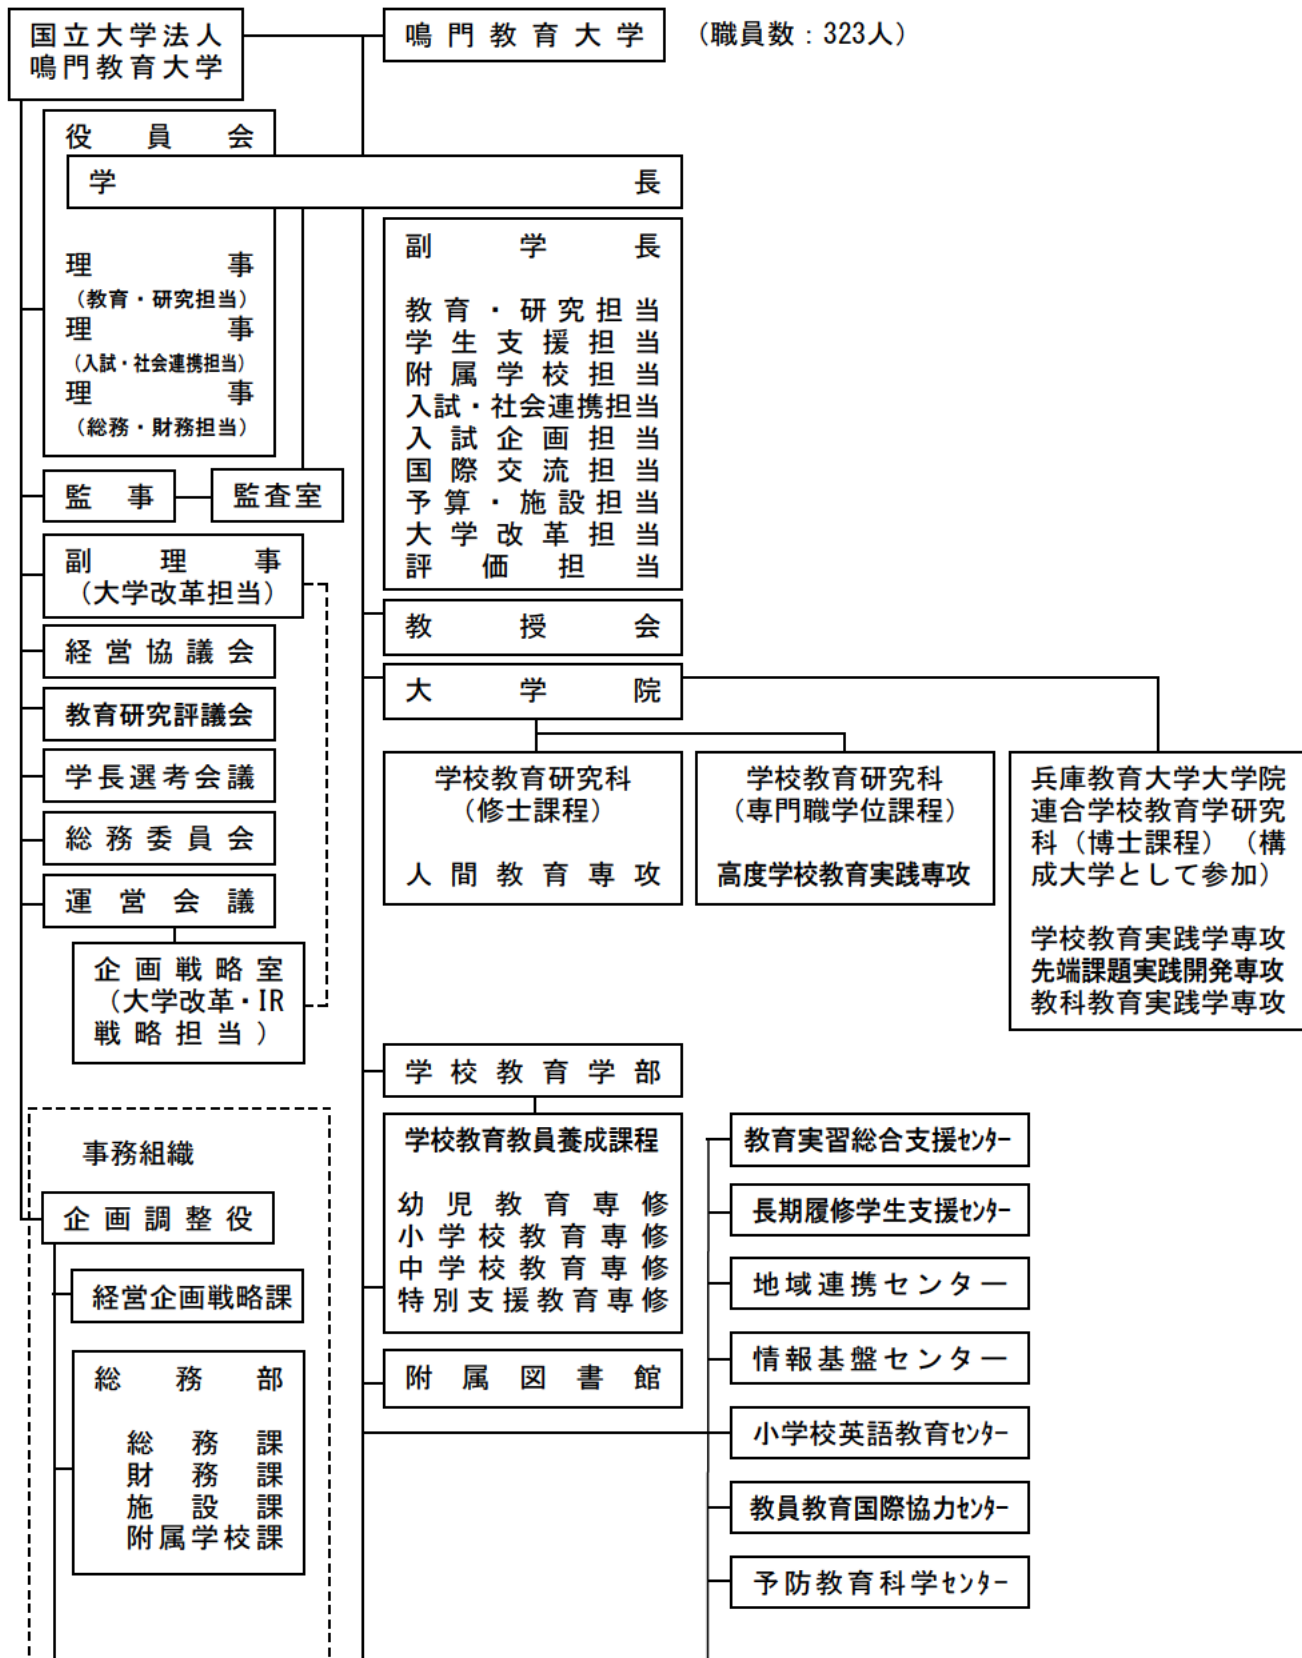 国立大学法人
鳴門教育大学
鳴門教育大学
（職員数：323人）
役員会
学長
理事
（教育・研究担当）
理事
（入試・社会連携担当）
理事
（総務・財務担当）
副学長
教育・研究担当
学生支援担当
附属学校担当
入試・社会連携担当
入試企画担当
国際交流担当
予算・施設担当
大学改革担当
評価担当
監事
監査室
副理事
（大学改革担当）
経営協議会
教育研究評議会
学長選考会議
総務委員会
運営会議
企画戦略室
（大学改革・IR
戦略担当）
教授会
大学院
学校教育研究科
（修士課程）
人間教育専攻
学校教育研究科
（専門職学位課程）
高度学校教育実践専攻
兵庫教育大学大学院
連合学校教育学研究
科（博士課程）（構
成大学として参加）
学校教育実践学専攻
先端課題実践開発専攻
教科教育実践学専攻
学校教育学部
学校教育教員養成課程
幼児教育専修
小学校教育専修
中学校教育専修
特別支援教育専修
附属図書館
事務組織
企画調整役
経営企画戦略課
総務部
総務課
財務課
施設課
附属学校課
教育実習総合支援ｾﾝﾀｰ
長期履修学生支援ｾﾝﾀｰ
地域連携センター
情報基盤センター
小学校英語教育ｾﾝﾀｰ
教員教育国際協力ｾﾝﾀｰ
予防教育科学ｾﾝﾀｰ